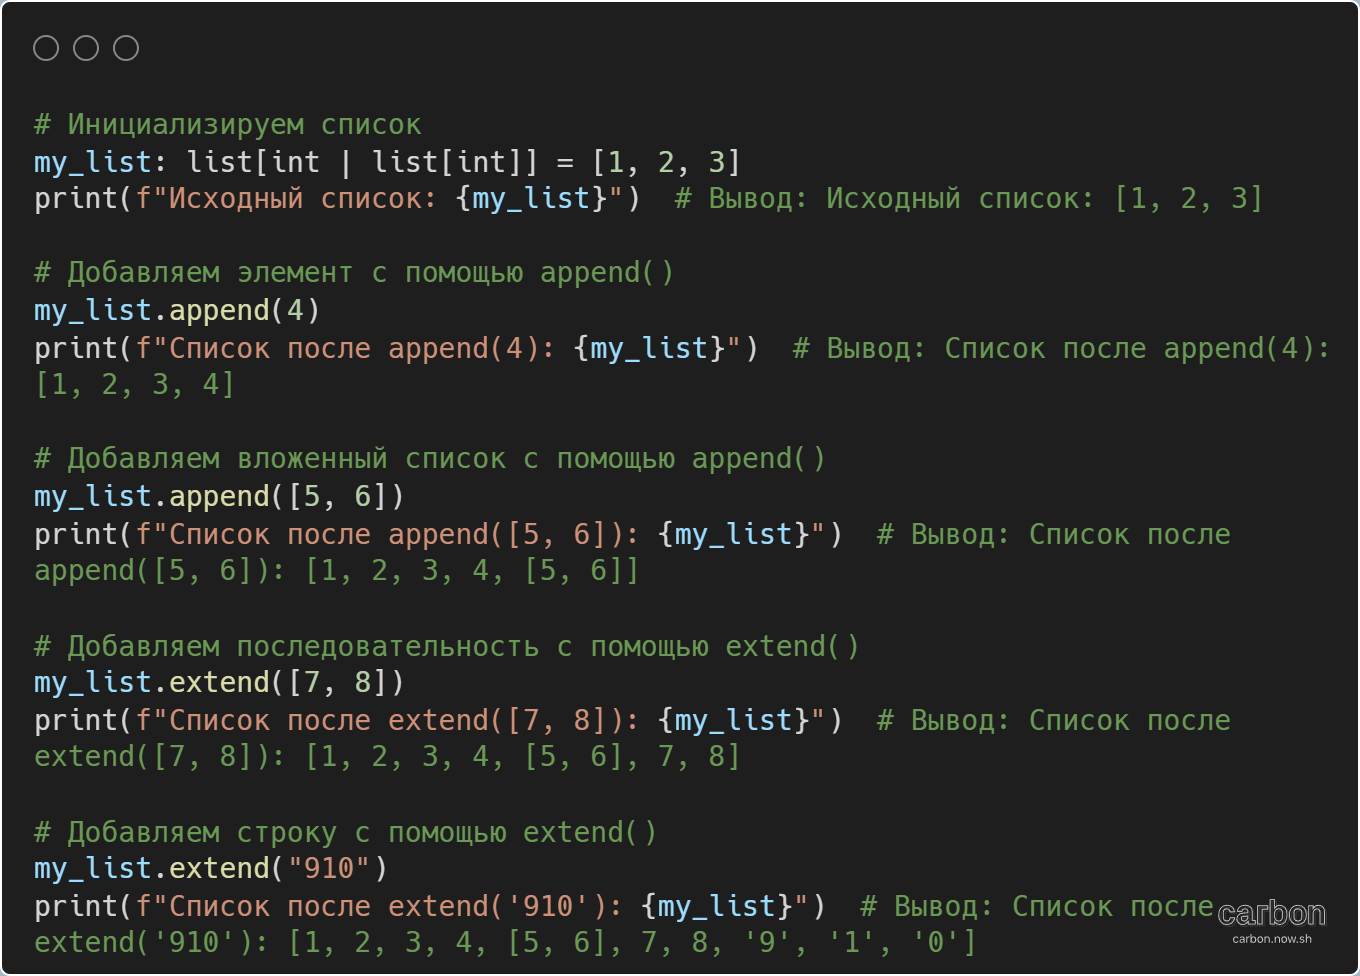 # Инициализируем список
my_list: list[int | list[int]] = [1, 2, 3]
print(f"Исходный список: {my_list}")  # Вывод: Исходный список: [1, 2, 3]
# Добавляем элемент с помощью append()
my_list.append(4)
print(f"Список после append(4): {my_list}")  # Вывод: Список после append(4):
[1, 2, 3, 4]
# Добавляем вложенный список с помощью append()
my_list.append([5, 6])
print(f"Список после append([5, 6]): {my_list}")  # Вывод: Список после
append([5, 6]): [1, 2, 3, 4, [5, 6]]
# Добавляем последовательность с помощью extend()
my_list.extend([7, 8])
print(f"Список после extend([7, 8]): {my_list}")  # Вывод: Список после
extend([7, 8]): [1, 2, 3, 4, [5, 6], 7, 8]
# Добавляем строку с помощью extend()
my_list.extend("910")
print(f"Список после extend('910'): {my_list}")  # Вывод: Список после
extend('910'): [1, 2, 3, 4, [5, 6], 7, 8, '9', '1', '0']
carbon
carbon.now.sh